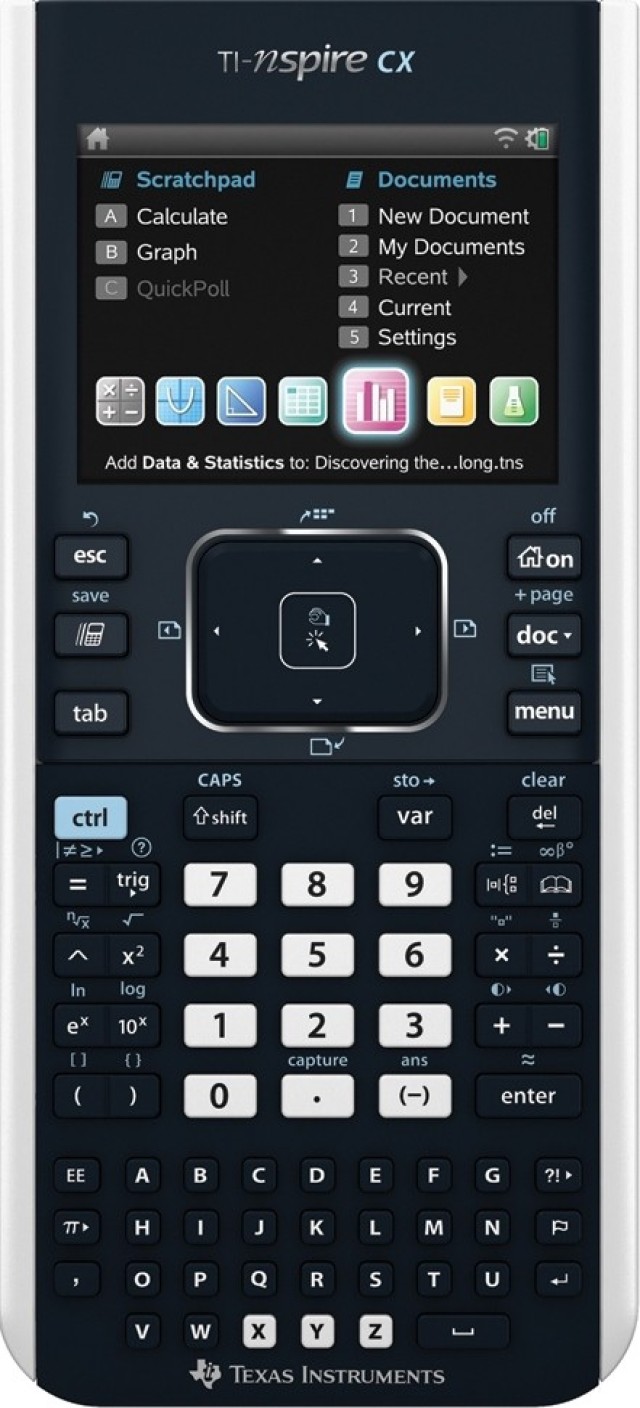 TI-nspire CX
Scratchpad Documents
A Calculate 1 New Document
B Graph 2 My Documents
C QuickPoll 3 Recent
4 Current
5 Settings
Add Data & Statistics to: Discovering the...long.tns
off
esc on
save + page
doc
tab menu
CAPS sto→ clear
ctrl ⇧shift var del
|≠≥▸ ? := ∞β°
= trig 7 8 9
ⁿ√x √ "□"
^ x² 4 5 6 × ÷
ln log
eˣ 10ˣ 1 2 3 + −
[ ] { } capture ans ≈
( ) 0 . (−) enter
EE A B C D E F G ?!▸
π▸ H I J K L M N
, O P Q R S T U
V W X Y Z
TEXAS INSTRUMENTS